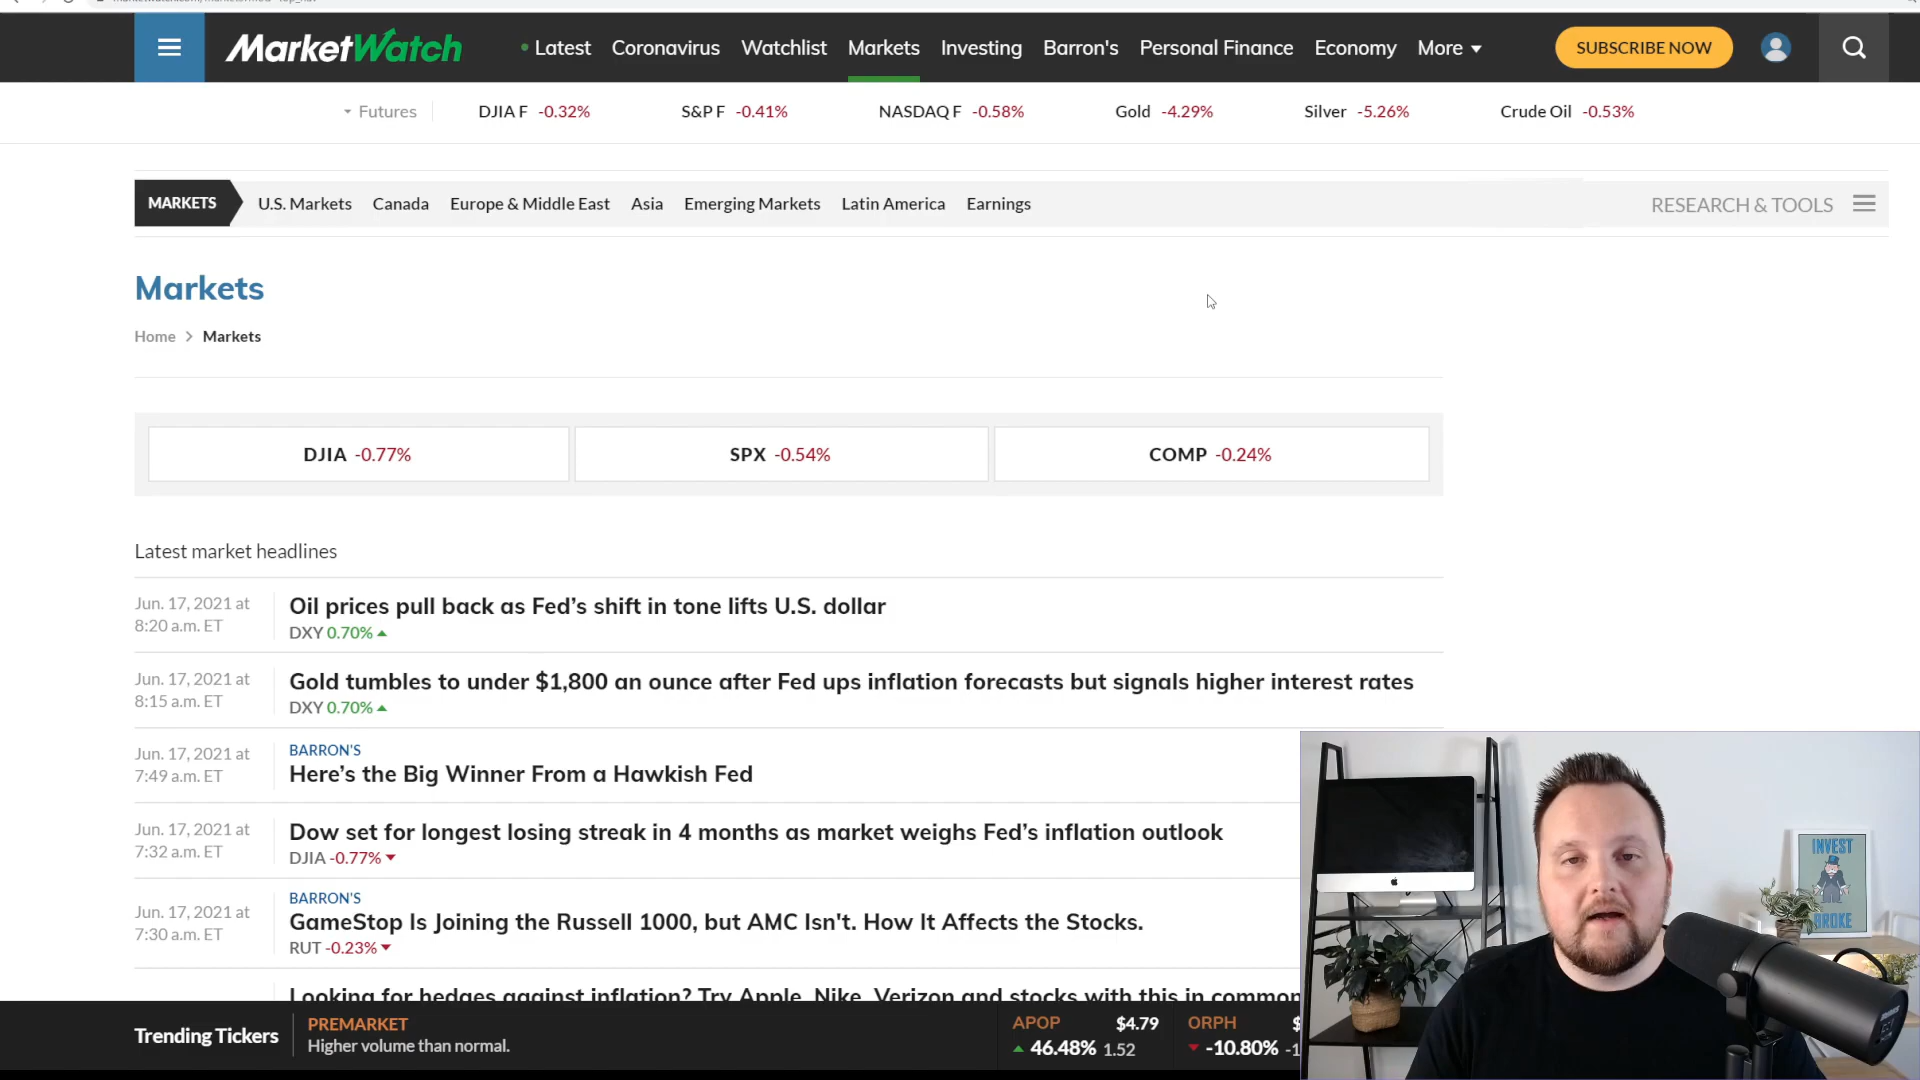 MarketWatch
Latest Coronavirus Watchlist Markets Investing Barron's Personal Finance Economy More
SUBSCRIBE NOW
Futures DJIA F -0.32% S&P F -0.41% NASDAQ F -0.58% Gold -4.29% Silver -5.26% Crude Oil -0.53%
MARKETS U.S. Markets Canada Europe & Middle East Asia Emerging Markets Latin America Earnings RESEARCH & TOOLS
Markets
Home > Markets
DJIA -0.77% SPX -0.54% COMP -0.24%
Latest market headlines
Jun. 17, 2021 at
8:20 a.m. ET
Oil prices pull back as Fed’s shift in tone lifts U.S. dollar
DXY 0.70%
Jun. 17, 2021 at
8:15 a.m. ET
Gold tumbles to under $1,800 an ounce after Fed ups inflation forecasts but signals higher interest rates
DXY 0.70%
Jun. 17, 2021 at
7:49 a.m. ET
BARRON'S
Here’s the Big Winner From a Hawkish Fed
Jun. 17, 2021 at
7:32 a.m. ET
Dow set for longest losing streak in 4 months as market weighs Fed’s inflation outlook
DJIA -0.77%
Jun. 17, 2021 at
7:30 a.m. ET
BARRON'S
GameStop Is Joining the Russell 1000, but AMC Isn't. How It Affects the Stocks.
RUT -0.23%
Looking for hedges against inflation? Try Apple, Nike, Verizon and stocks with this in common
Trending Tickers
PREMARKET
Higher volume than normal.
APOP $4.79
46.48% 1.52
ORPH $
-10.80% -1
INVEST
BROKE